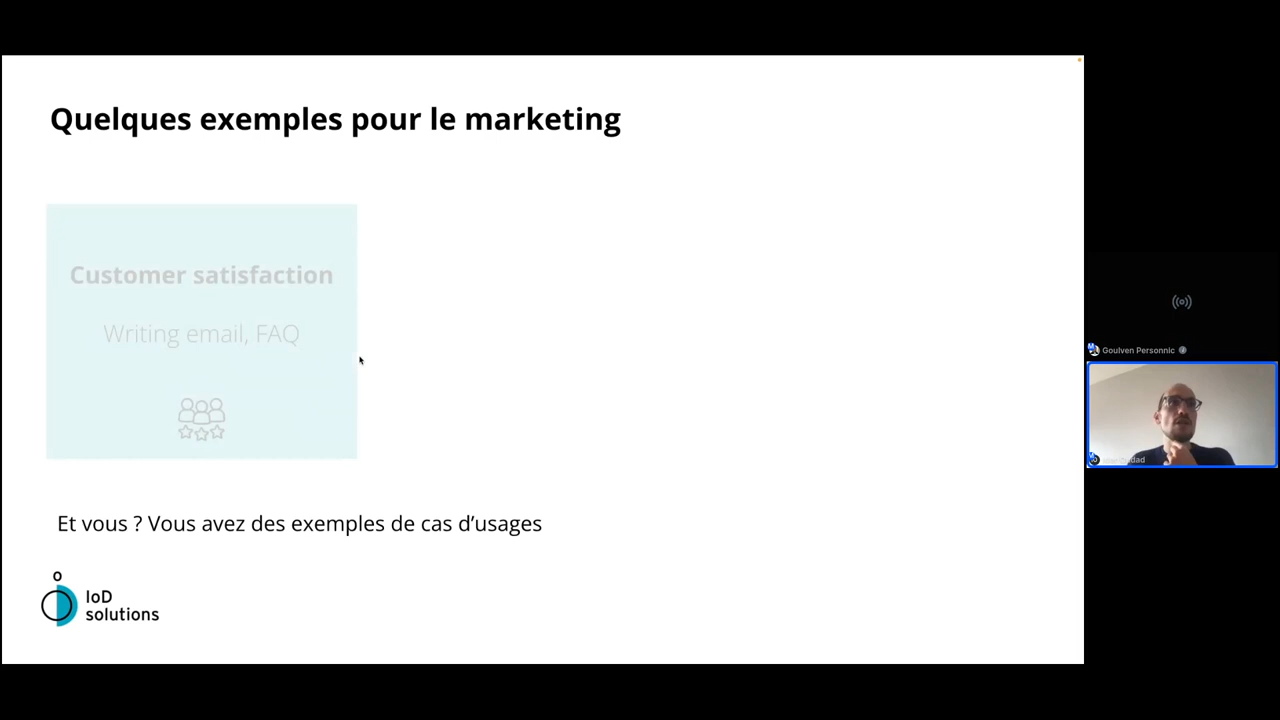 Quelques exemples pour le marketing
Customer satisfaction
Writing email, FAQ
Et vous ? Vous avez des exemples de cas d’usages
IoD
solutions
Goulven Personnic